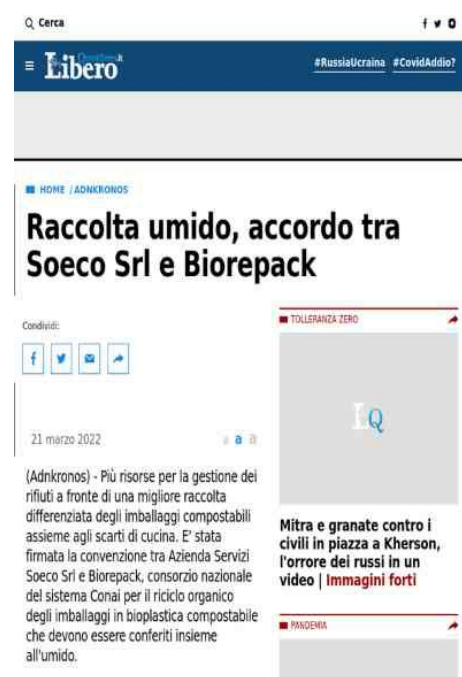 Cerca
Libero
#RussiaUcraina #CovidAddio?
HOME / ADNKRONOS
Raccolta umido, accordo tra
Soeco Srl e Biorepack
Condividi:
21 marzo 2022
a a a
(Adnkronos) - Più risorse per la gestione dei
rifiuti a fronte di una migliore raccolta
differenziata degli imballaggi compostabili
assieme agli scarti di cucina. E' stata
firmata la convenzione tra Azienda Servizi
Soeco Srl e Biorepack, consorzio nazionale
del sistema Conai per il riciclo organico
degli imballaggi in bioplastica compostabile
che devono essere conferiti insieme
all'umido.
TOLLERANZA ZERO
LQ
Mitra e granate contro i
civili in piazza a Kherson,
l'orrore dei russi in un
video | Immagini forti
PANDEMIA